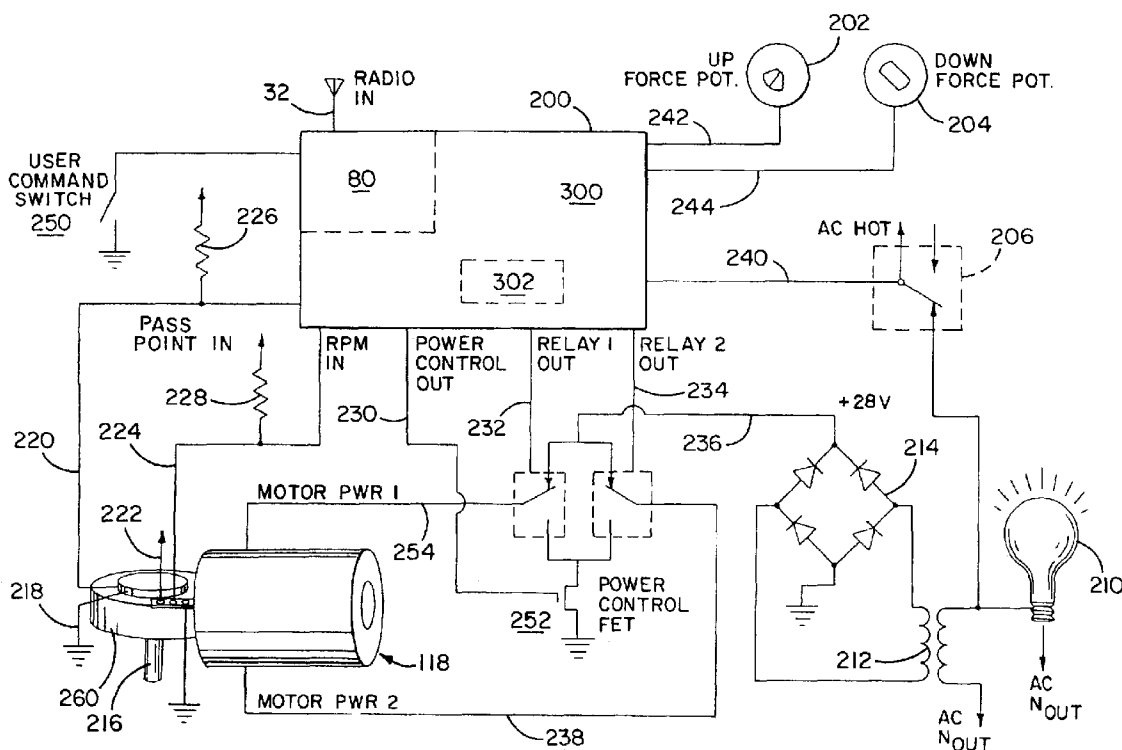 202
UP
FORCE POT.
DOWN
FORCE POT.
204
RADIO
IN
32
200
242
USER
COMMAND
SWITCH
250
80
300
244
226
AC HOT
206
302
240
PASS
POINT IN
RPM
IN
POWER
CONTROL
OUT
RELAY 1
OUT
RELAY 2
OUT
228
234
+28V
230
232
236
214
220
224
MOTOR PWR 1
222
254
210
218
POWER
CONTROL
FET
252
212
118
260
216
MOTOR PWR 2
238
AC
NOUT
AC
NOUT